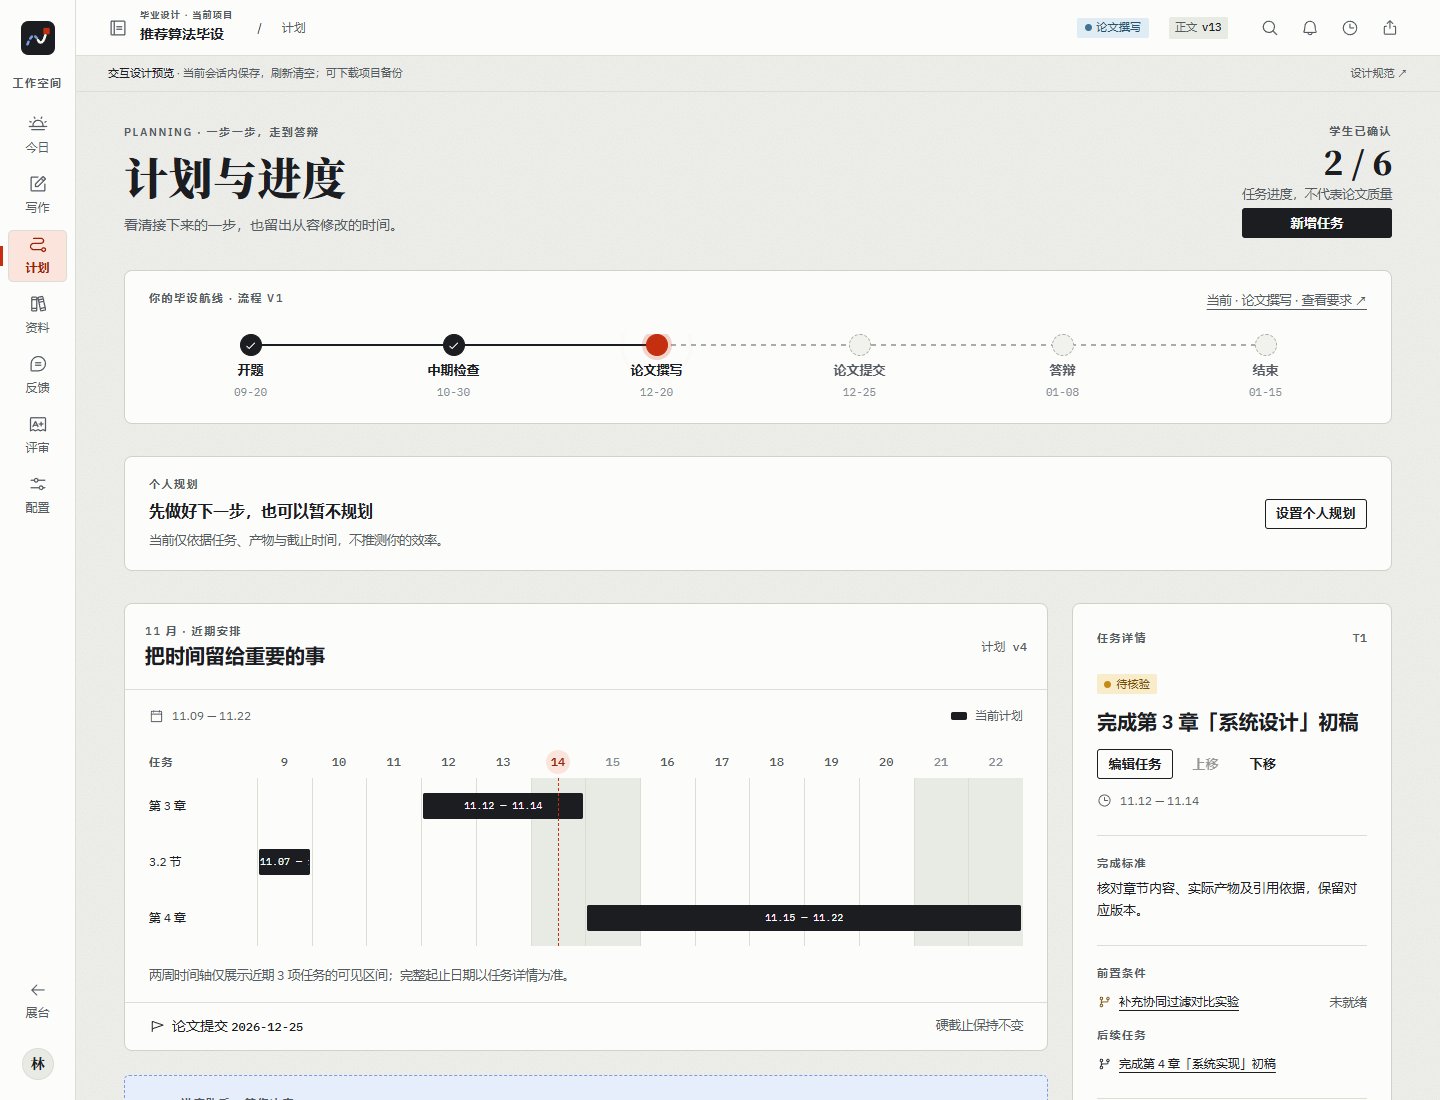 工作空间
今日
写作
计划
资料
反馈
评审
配置
展台
林
毕业设计 · 当前项目
推荐算法毕设
/ 计划
论文撰写
正文 v13
交互设计预览 · 当前会话内保存，刷新清空；可下载项目备份
设计规范 ↗
PLANNING · 一步一步，走到答辩
计划与进度
看清接下来的一步，也留出从容修改的时间。
学生已确认
2 / 6
任务进度，不代表论文质量
新增任务
你的毕设航线 · 流程 V1
当前 · 论文撰写 · 查看要求 ↗
开题
09-20
中期检查
10-30
论文撰写
12-20
论文提交
12-25
答辩
01-08
结束
01-15
个人规划
先做好下一步，也可以暂不规划
当前仅依据任务、产物与截止时间，不推测你的效率。
设置个人规划
11 月 · 近期安排
把时间留给重要的事
计划 v4
11.09 — 11.22
当前计划
任务 9 10 11 12 13 14 15 16 17 18 19 20 21 22
第 3 章
11.12 — 11.14
3.2 节
11.07 —
第 4 章
11.15 — 11.22
两周时间轴仅展示近期 3 项任务的可见区间；完整起止日期以任务详情为准。
论文提交 2026-12-25
硬截止保持不变
任务详情
T1
待核验
完成第 3 章「系统设计」初稿
编辑任务 上移 下移
11.12 — 11.14
完成标准
核对章节内容、实际产物及引用依据，保留对
应版本。
前置条件
补充协同过滤对比实验
未就绪
后续任务
完成第 4 章「系统实现」初稿